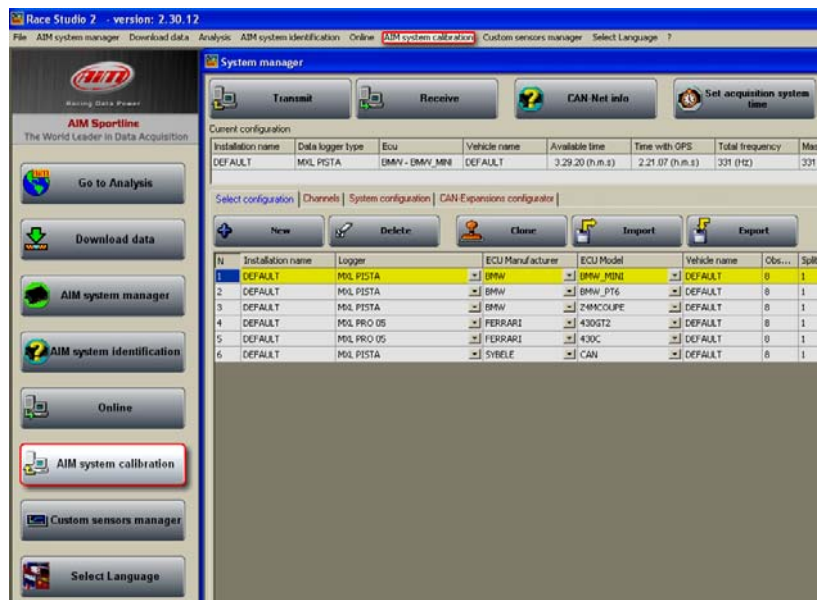 Race Studio 2 - version: 2.30.12
File AIM system manager Download data Analysis AIM system identification Online AIM system calibration Custom sensors manager Select Language ?
AIM
Racing Data Power
AIM Sportline
The World Leader in Data Acquisition
Go to Analysis
Download data
AIM system manager
AIM system identification
Online
AIM system calibration
Custom sensors manager
Select Language
System manager
Transmit Receive CAN-Net info Set acquisition system time
Current configuration
Installation name Data logger type Ecu Vehicle name Available time Time with GPS Total frequency Mas
DEFAULT MXL PISTA BMW - BMW_MINI DEFAULT 3.29.20 (h.m.s) 2.21.07 (h.m.s) 331 (Hz) 331
Select configuration Channels System configuration CAN-Expansions configurator
New Delete Clone Import Export
N Installation name Logger ECU Manufacturer ECU Model Vehicle name Obs... Split
1 DEFAULT MXL PISTA BMW BMW_MINI DEFAULT 8 1
2 DEFAULT MXL PISTA BMW BMW_PT6 DEFAULT 8 1
3 DEFAULT MXL PISTA BMW Z4MCOUPE DEFAULT 8 1
4 DEFAULT MXL PRO 05 FERRARI 430GT2 DEFAULT 8 1
5 DEFAULT MXL PRO 05 FERRARI 430C DEFAULT 8 1
6 DEFAULT MXL PISTA SYBELE CAN DEFAULT 8 1